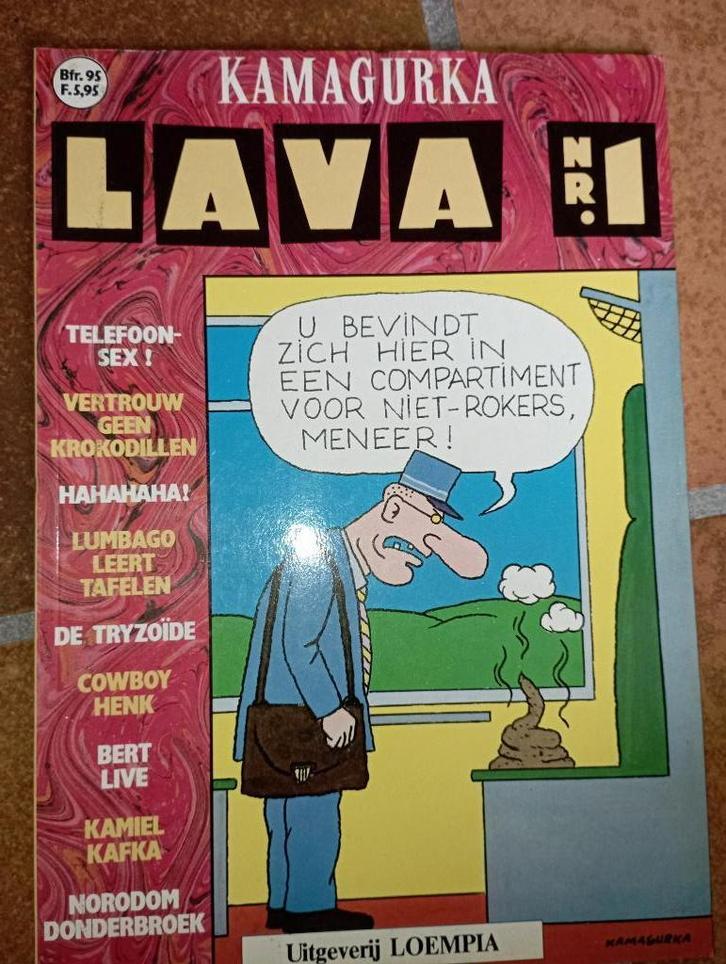 Bfr. 95
F. 5,95
KAMAGURKA
LAVA NR. 1
TELEFOON-
SEX !
VERTROUW
GEEN
KROKODILLEN
HAHAHAHA!
LUMBAGO
LEERT
TAFELEN
DE TRYZOÏDE
COWBOY
HENK
BERT
LIVE
KAMIEL
KAFKA
NORODOM
DONDERBROEK
U BEVINDT
ZICH HIER IN
EEN COMPARTIMENT
VOOR NIET-ROKERS,
MENEER!
Uitgeverij LOEMPIA
KAMAGURKA